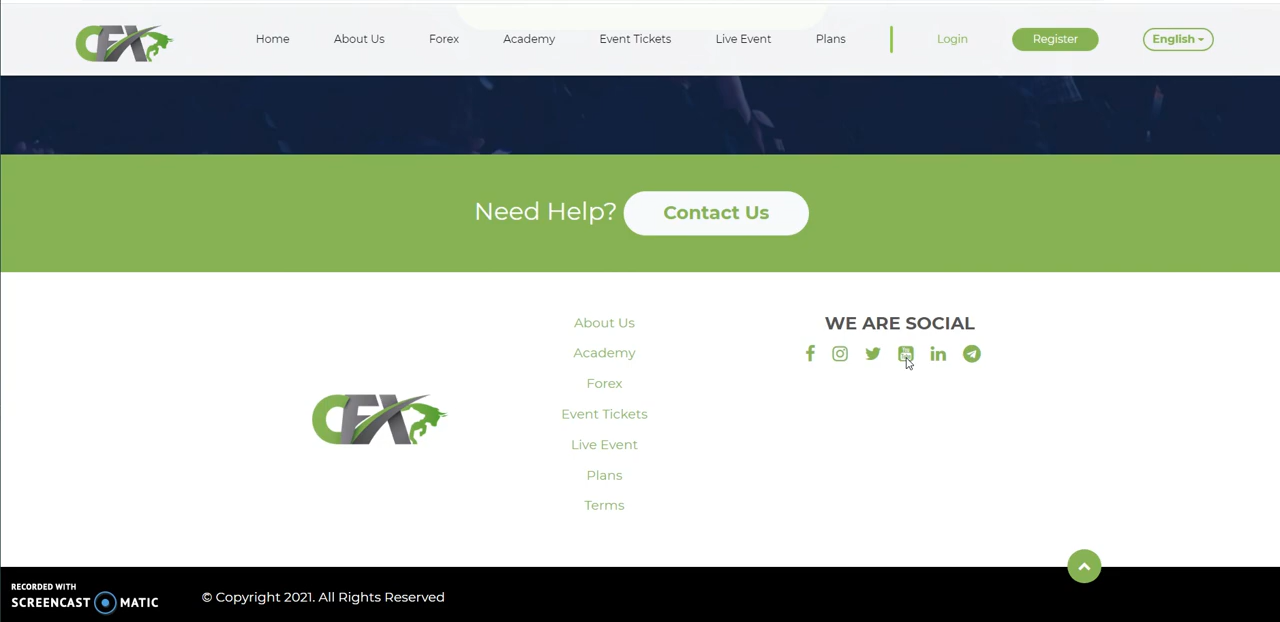 CFX
Home
About Us
Forex
Academy
Event Tickets
Live Event
Plans
Login
Register
English
Need Help?
Contact Us
About Us
Academy
Forex
Event Tickets
Live Event
Plans
Terms
WE ARE SOCIAL
CFX
RECORDED WITH
SCREENCAST MATIC
© Copyright 2021. All Rights Reserved